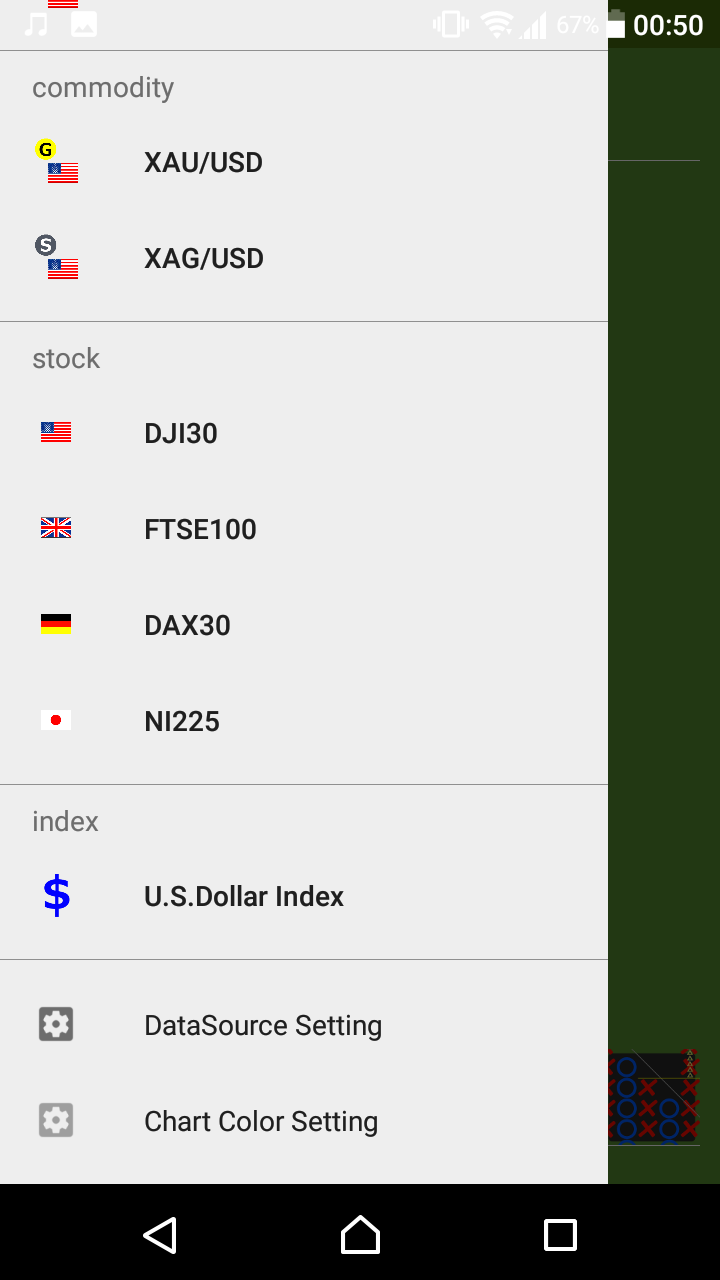 67% 00:50
commodity
G
XAU/USD
S
XAG/USD
stock
DJI30
FTSE100
DAX30
NI225
index
$
U.S.Dollar Index
DataSource Setting
Chart Color Setting